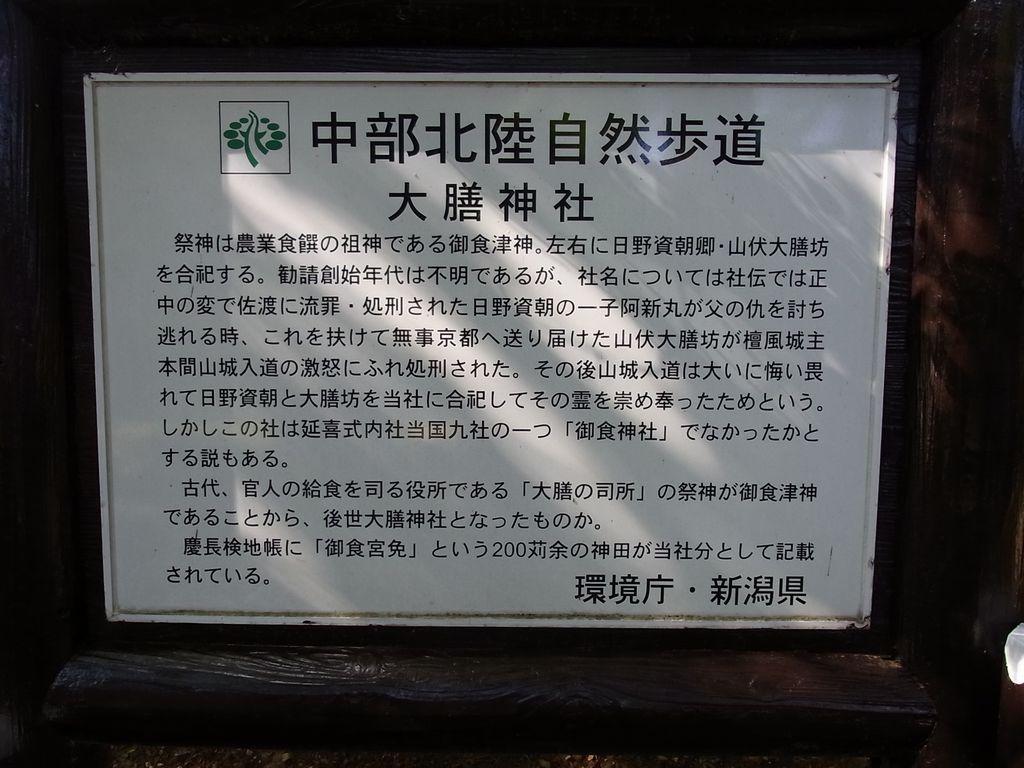 中部北陸自然歩道
大膳神社
祭神は農業食饌の祖神である御食津神。左右に日野資朝卿・山伏大膳坊
を合祀する。勧請創始年代は不明であるが、社名については社伝では正
中の変で佐渡に流罪・処刑された日野資朝の一子阿新丸が父の仇を討ち
逃れる時、これを扶けて無事京都へ送り届けた山伏大膳坊が檀風城主
本間山城入道の激怒にふれ処刑された。その後山城入道は大いに悔い畏
れて日野資朝と大膳坊を当社に合祀してその霊を崇め奉ったためという。
しかしこの社は延喜式内社当国九社の一つ「御食神社」でなかったかと
する説もある。
古代、官人の給食を司る役所である「大膳の司所」の祭神が御食津神
であることから、後世大膳神社となったものか。
慶長検地帳に「御食宮免」という200苅余の神田が当社分として記載
されている。
環境庁・新潟県